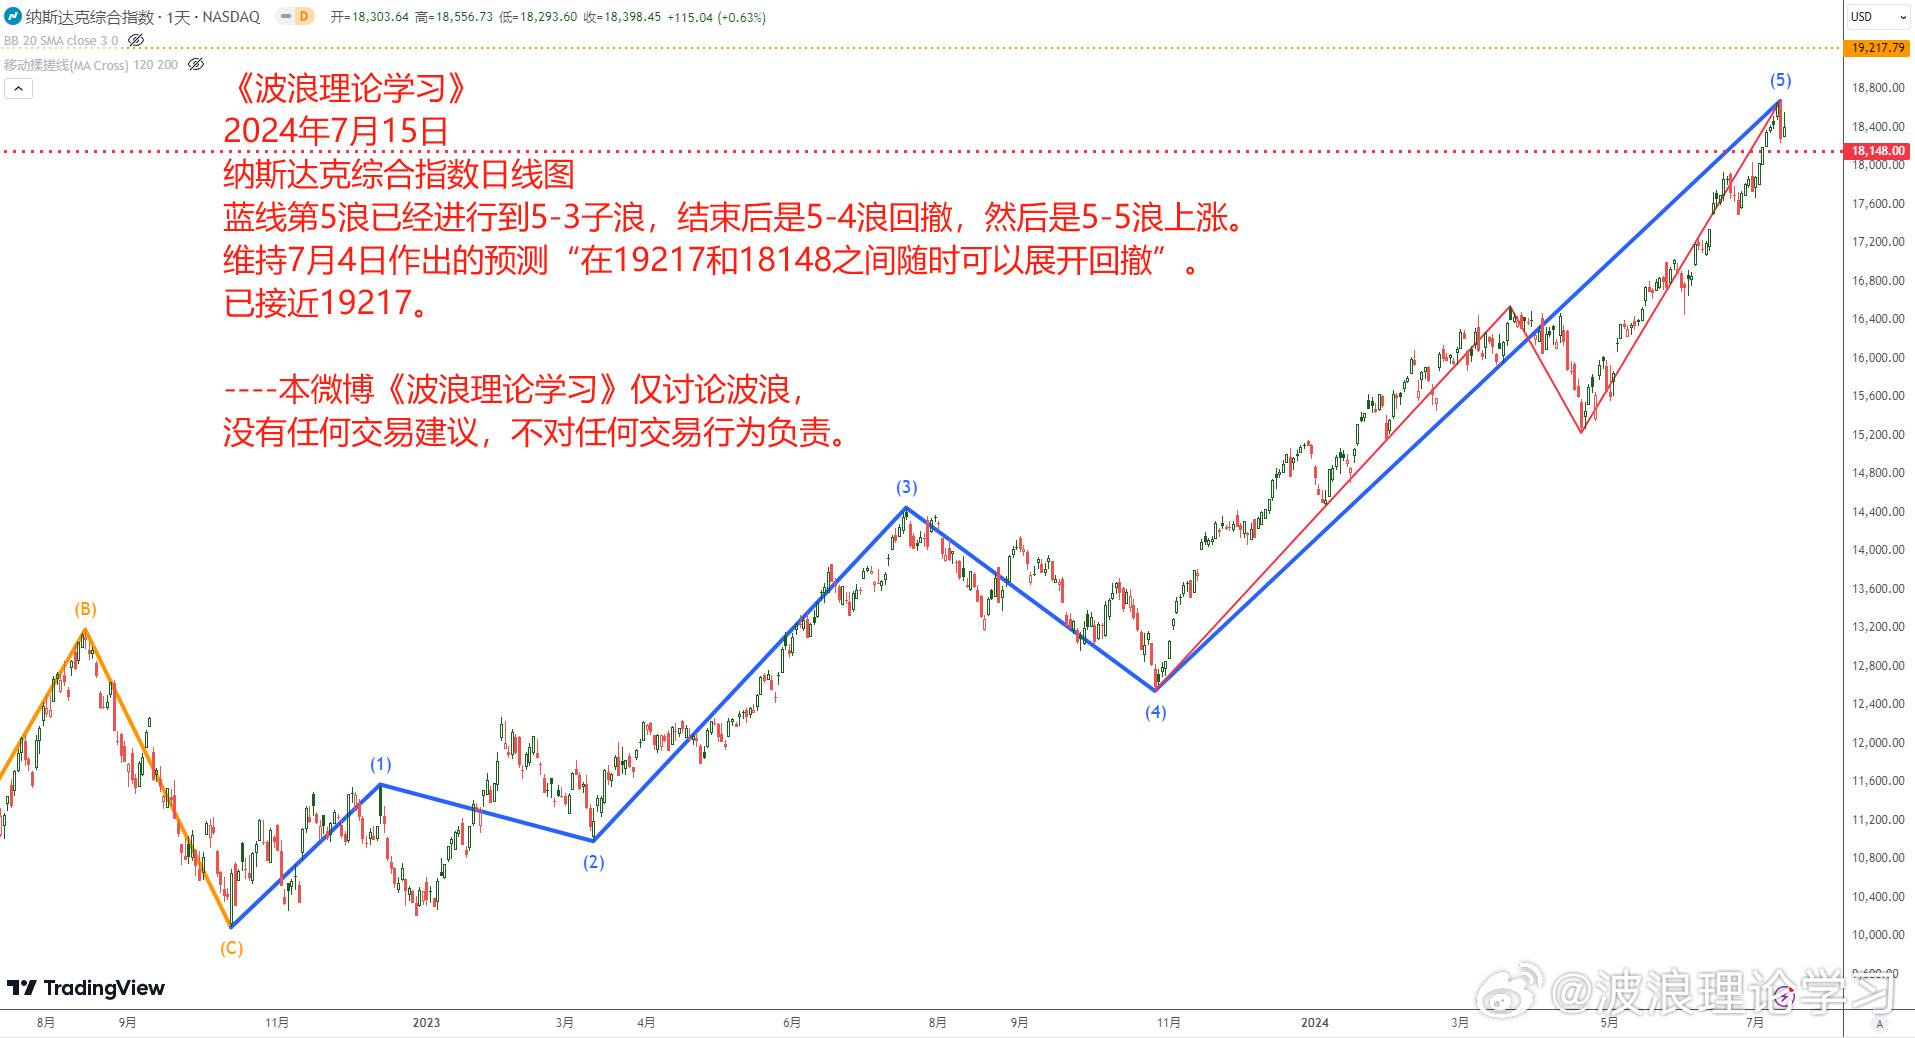 纳斯达克综合指数 · 1天 · NASDAQ D 开=18,303.64 高=18,556.73 低=18,293.60 收=18,398.45 +115.04 (+0.63%)
USD
BB 20 SMA close 3 0
19,217.79
移动揉搓线(MA Cross) 120 200
《波浪理论学习》
2024年7月15日
纳斯达克综合指数日线图
蓝线第5浪已经进行到5-3子浪，结束后是5-4浪回撤，然后是5-5浪上涨。
维持7月4日作出的预测“在19217和18148之间随时可以展开回撤”。
已接近19217。
----本微博《波浪理论学习》仅讨论波浪，
没有任何交易建议，不对任何交易行为负责。
(B)
(C)
(1)
(2)
(3)
(4)
(5)
18,800.00
18,400.00
18,148.00
18,000.00
17,600.00
17,200.00
16,800.00
16,400.00
16,000.00
15,600.00
15,200.00
14,800.00
14,400.00
14,000.00
13,600.00
13,200.00
12,800.00
12,400.00
12,000.00
11,600.00
11,200.00
10,800.00
10,400.00
10,000.00
9,600.00
TradingView
@波浪理论学习
8月 9月 11月 2023 3月 4月 6月 8月 9月 11月 2024 3月 5月 7月
A